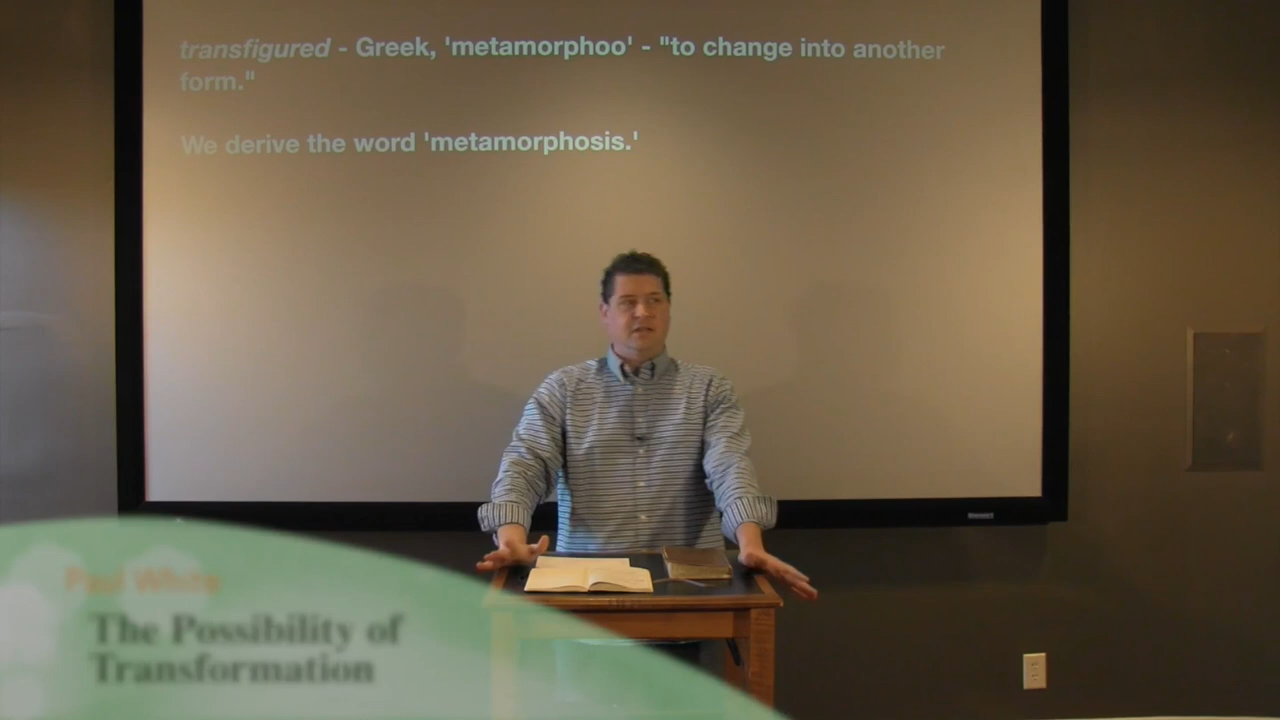 transfigured - Greek, 'metamorphoo' - "to change into another
form."
We derive the word 'metamorphosis.'
Paul White
The Possibility of
Transformation